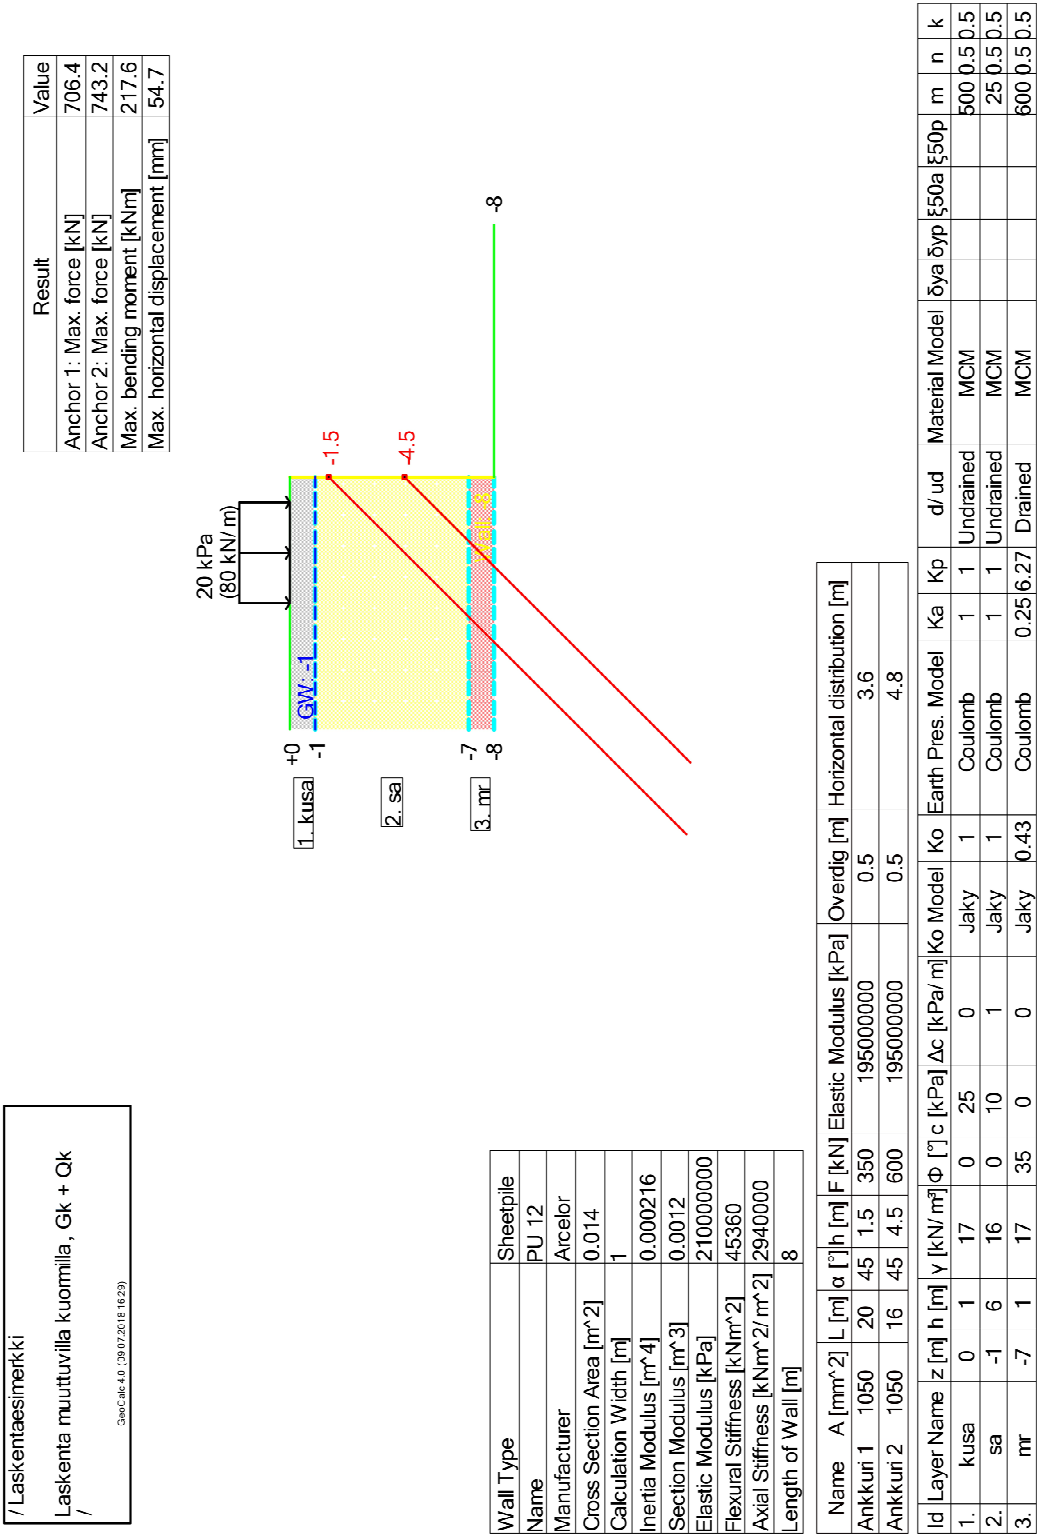 / Laskentaesimerkki
Laskenta muuttuvilla kuormilla, Gk + Qk
/
GeoCalc 4.0 (09.07.2018 16:29)
Result Value
Anchor 1: Max. force [kN] 706.4
Anchor 2: Max. force [kN] 743.2
Max. bending moment [kNm] 217.6
Max. horizontal displacement [mm] 54.7
20 kPa
(80 kN/m)
+0
GW: -1
1. kusa
-1
-1.5
2. sa
-4.5
-7
3. mr
-8
-8
Wall Type Sheetpile
Name PU 12
Manufacturer Arcelor
Cross Section Area [m^2] 0.014
Calculation Width [m] 1
Inertia Modulus [m^4] 0.000216
Section Modulus [m^3] 0.0012
Elastic Modulus [kPa] 210000000
Flexural Stiffness [kNm^2] 45360
Axial Stiffness [kNm^2/m^2] 2940000
Length of Wall [m] 8
Name A [mm^2] L [m] α [°] h [m] F [kN] Elastic Modulus [kPa] Overdig [m] Horizontal distribution [m]
Ankkuri 1 1050 20 45 1.5 350 195000000 0.5 3.6
Ankkuri 2 1050 16 45 4.5 600 195000000 0.5 4.8
Id Layer Name z [m] h [m] γ [kN/m³] Φ [°] c [kPa] Δc [kPa/m] Ko Model Ko Earth Pres. Model Ka Kp d/ud Material Model δya δyp ξ50a ξ50p m n k
1. kusa 0 1 17 0 25 0 Jaky 1 Coulomb 1 1 Undrained MCM 500 0.5 0.5
2. sa -1 6 16 0 10 1 Jaky 1 Coulomb 1 1 Undrained MCM 25 0.5 0.5
3. mr -7 1 17 35 0 0 Jaky 0.43 Coulomb 0.25 6.27 Drained MCM 600 0.5 0.5